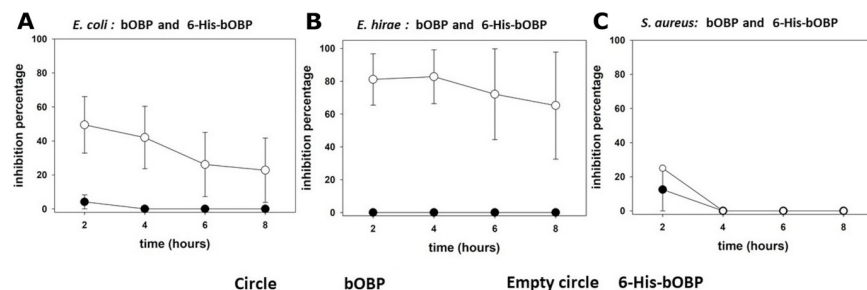 A
E. coli : bOBP and 6-His-bOBP
inhibition percentage
100
80
60
40
20
0
2 4 6 8
time (hours)
B
E. hirae : bOBP and 6-His-bOBP
inhibition percentage
100
80
60
40
20
0
2 4 6 8
time (hours)
C
S. aureus: bOBP and 6-His-bOBP
inhibition percentage
100
80
60
40
20
0
2 4 6 8
time (hours)
Circle bOBP Empty circle 6-His-bOBP